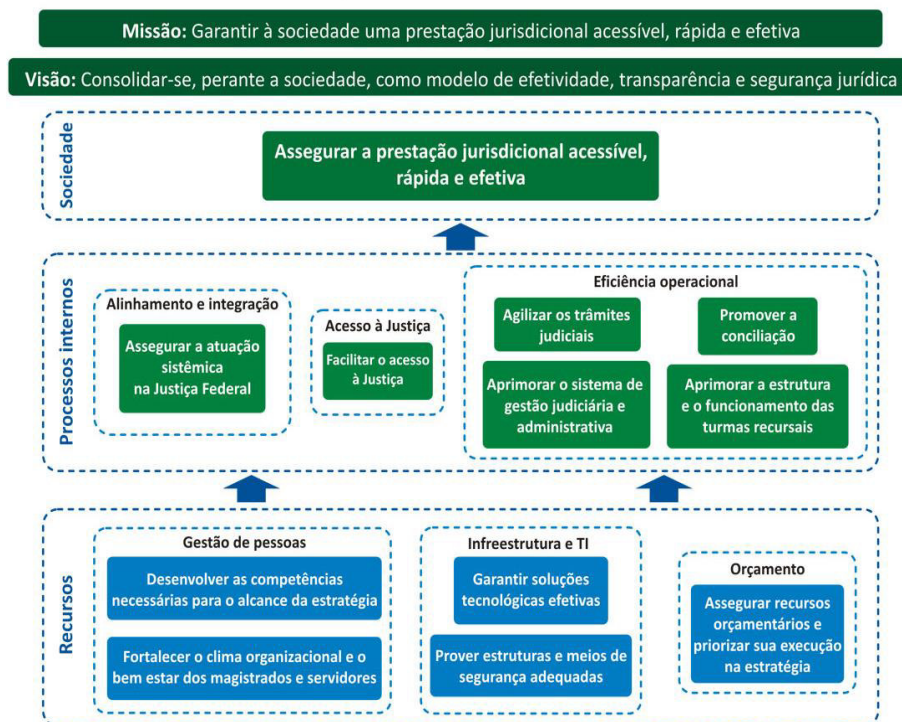 Missão: Garantir à sociedade uma prestação jurisdicional acessível, rápida e efetiva
Visão: Consolidar-se, perante a sociedade, como modelo de efetividade, transparência e segurança jurídica
Sociedade
Assegurar a prestação jurisdicional acessível,
rápida e efetiva
Processos internos
Alinhamento e integração
Assegurar a atuação
sistêmica
na Justiça Federal
Acesso à Justiça
Facilitar o acesso
à Justiça
Eficiência operacional
Agilizar os trâmites
judiciais
Promover a
conciliação
Aprimorar o sistema de
gestão judiciária e
administrativa
Aprimorar a estrutura
e o funcionamento das
turmas recursais
Recursos
Gestão de pessoas
Desenvolver as competências
necessárias para o alcance da estratégia
Fortalecer o clima organizacional e o
bem estar dos magistrados e servidores
Infreestrutura e TI
Garantir soluções
tecnológicas efetivas
Prover estruturas e meios de
segurança adequadas
Orçamento
Assegurar recursos
orçamentários e
priorizar sua execução
na estratégia